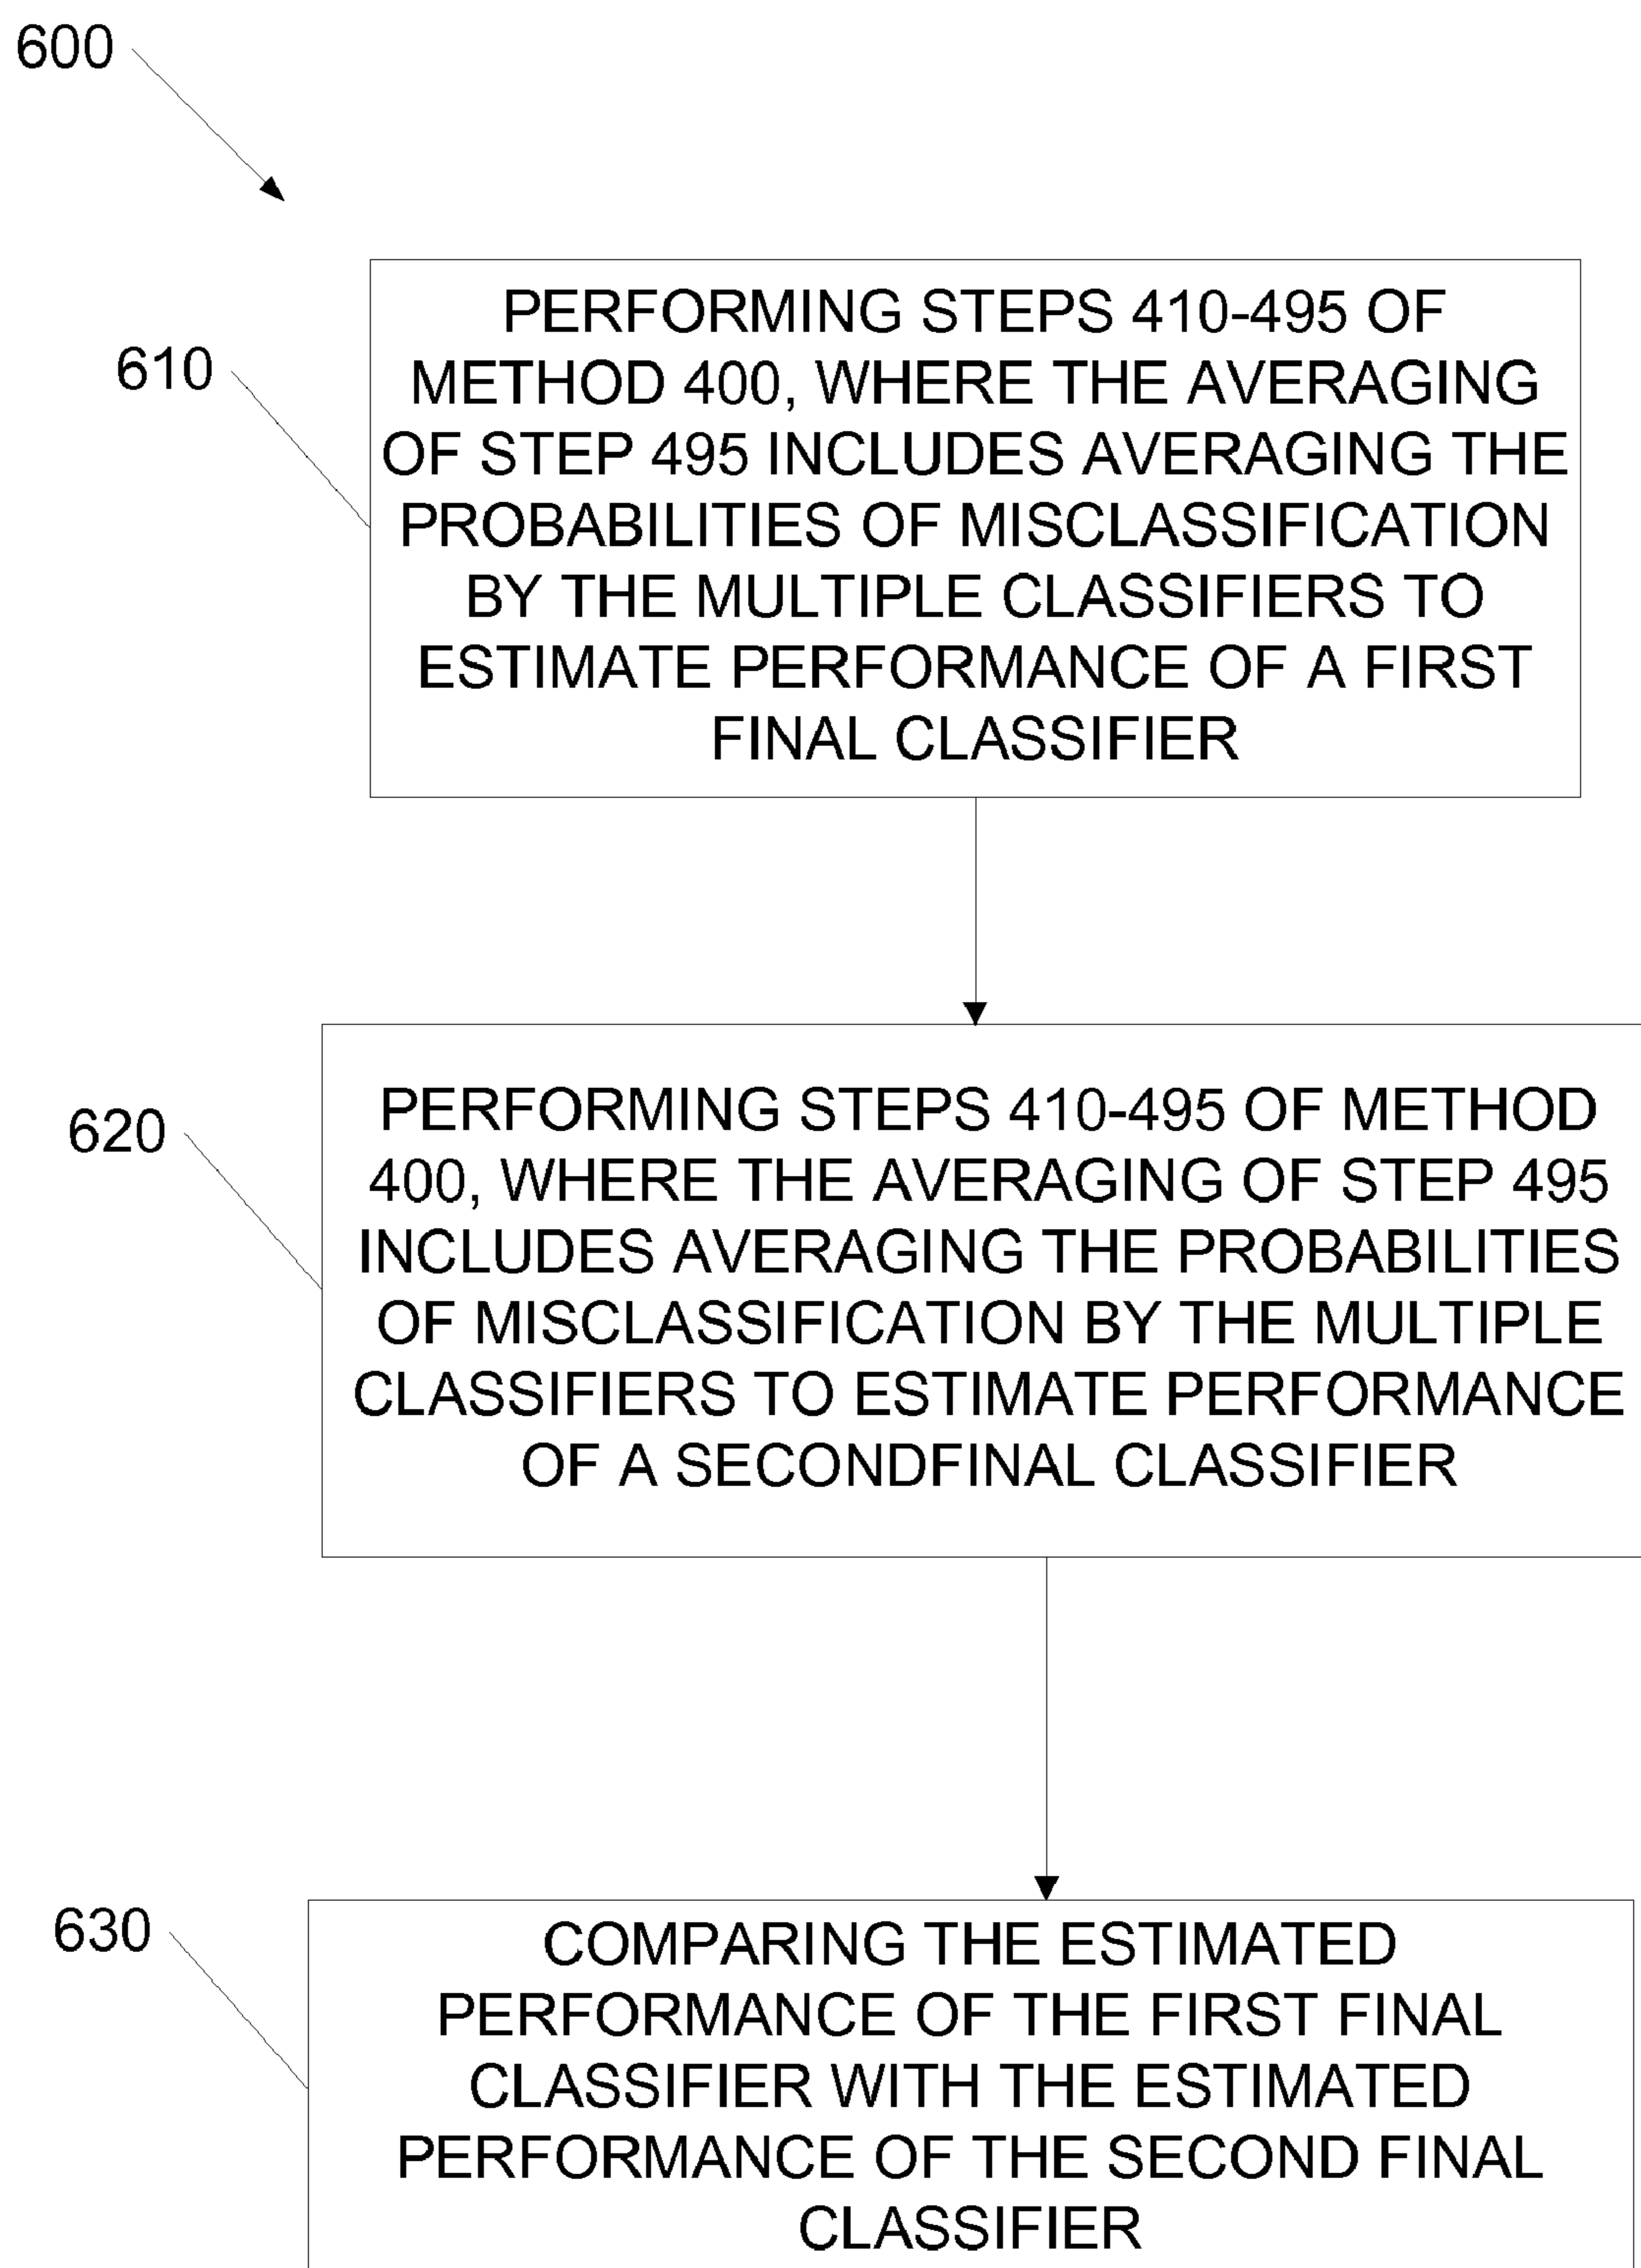 600
610
PERFORMING STEPS 410-495 OF
METHOD 400, WHERE THE AVERAGING
OF STEP 495 INCLUDES AVERAGING THE
PROBABILITIES OF MISCLASSIFICATION
BY THE MULTIPLE CLASSIFIERS TO
ESTIMATE PERFORMANCE OF A FIRST
FINAL CLASSIFIER
620
PERFORMING STEPS 410-495 OF METHOD
400, WHERE THE AVERAGING OF STEP 495
INCLUDES AVERAGING THE PROBABILITIES
OF MISCLASSIFICATION BY THE MULTIPLE
CLASSIFIERS TO ESTIMATE PERFORMANCE
OF A SECONDFINAL CLASSIFIER
630
COMPARING THE ESTIMATED
PERFORMANCE OF THE FIRST FINAL
CLASSIFIER WITH THE ESTIMATED
PERFORMANCE OF THE SECOND FINAL
CLASSIFIER